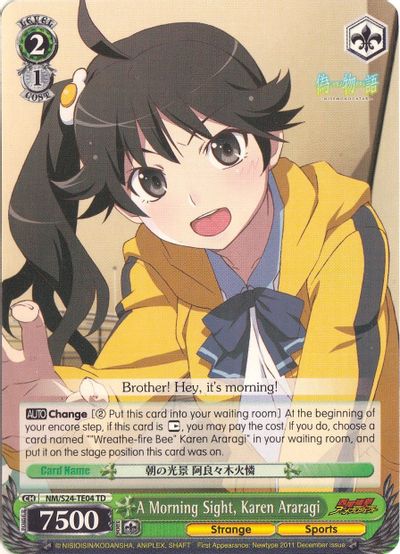 LEVEL
2
1
COST
偽物語
NISEMONOGATARI
Brother! Hey, it's morning!
AUTO Change [② Put this card into your waiting room] At the beginning of
your encore step, if this card is , you may pay the cost. If you do, choose a
card named ""Wreathe-fire Bee" Karen Araragi" in your waiting room, and
put it on the stage position this card was on.
Card Name
朝の光景 阿良々木火憐
CH
NM/S24-TE04 TD
7500
A Morning Sight, Karen Araragi
Strange
Sports
© NISIOISIN/KODANSHA, ANIPLEX, SHAFT First Appearance: Newtype 2011 December Issue